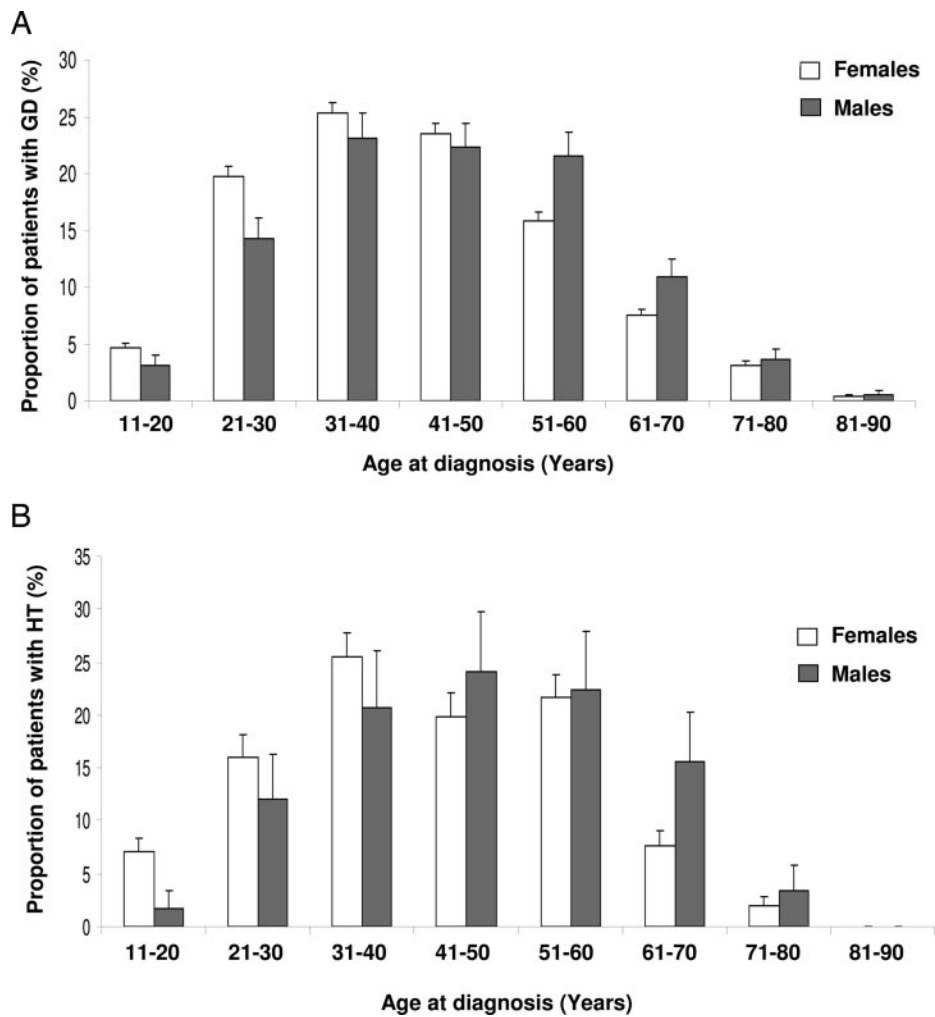 A
Proportion of patients with GD (%)
30
25
20
15
10
5
0
Females
Males
11-20 21-30 31-40 41-50 51-60 61-70 71-80 81-90
Age at diagnosis (Years)
B
Proportion of patients with HT (%)
35
30
25
20
15
10
5
0
Females
Males
11-20 21-30 31-40 41-50 51-60 61-70 71-80 81-90
Age at diagnosis (Years)